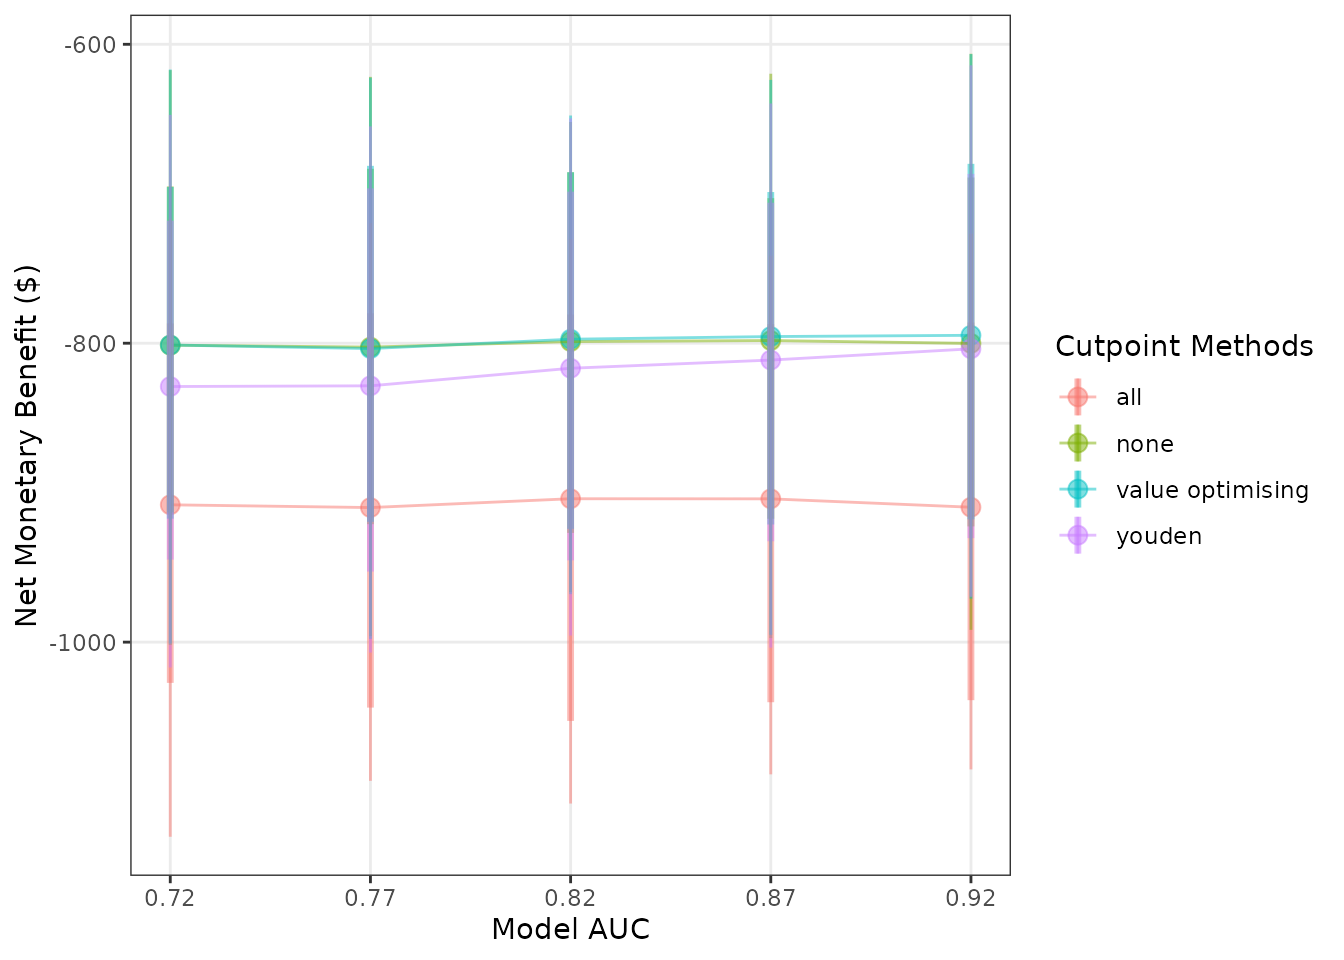 -600
-800
-1000
Net Monetary Benefit ($)
0.72 0.77 0.82 0.87 0.92
Model AUC
Cutpoint Methods
all
none
value optimising
youden